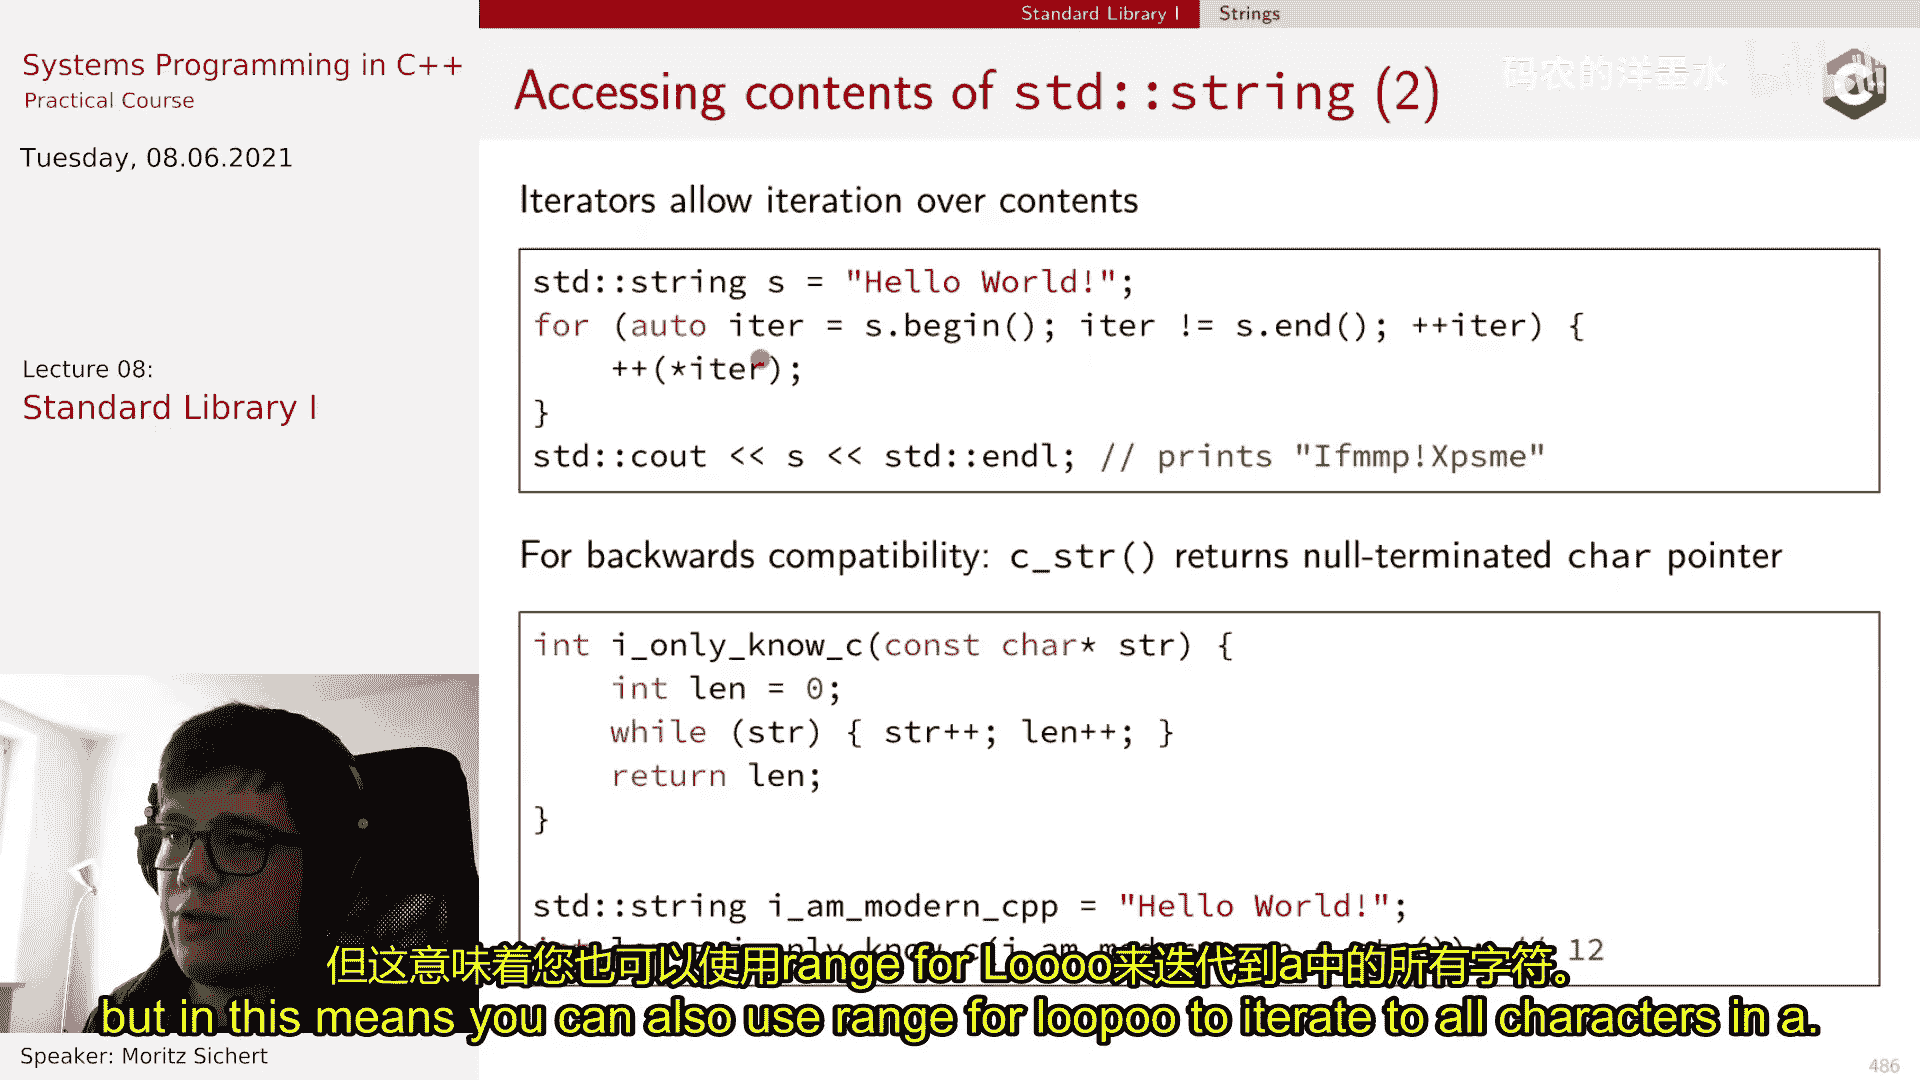 Standard Library I
Strings
Systems Programming in C++
Practical Course
Tuesday, 08.06.2021
Lecture 08:
Standard Library I
Accessing contents of std::string (2)
码农的洋墨水
Iterators allow iteration over contents
std::string s = "Hello World!";
for (auto iter = s.begin(); iter != s.end(); ++iter) {
++(*iter);
}
std::cout << s << std::endl; // prints "Ifmmp!Xpsme"
For backwards compatibility: c_str() returns null-terminated char pointer
int i_only_know_c(const char* str) {
int len = 0;
while (str) { str++; len++; }
return len;
}
std::string i_am_modern_cpp = "Hello World!";
12
但这意味着您也可以使用range for Loooo来迭代到a中的所有字符。
but in this means you can also use range for loopoo to iterate to all characters in a.
Speaker: Moritz Sichert
486